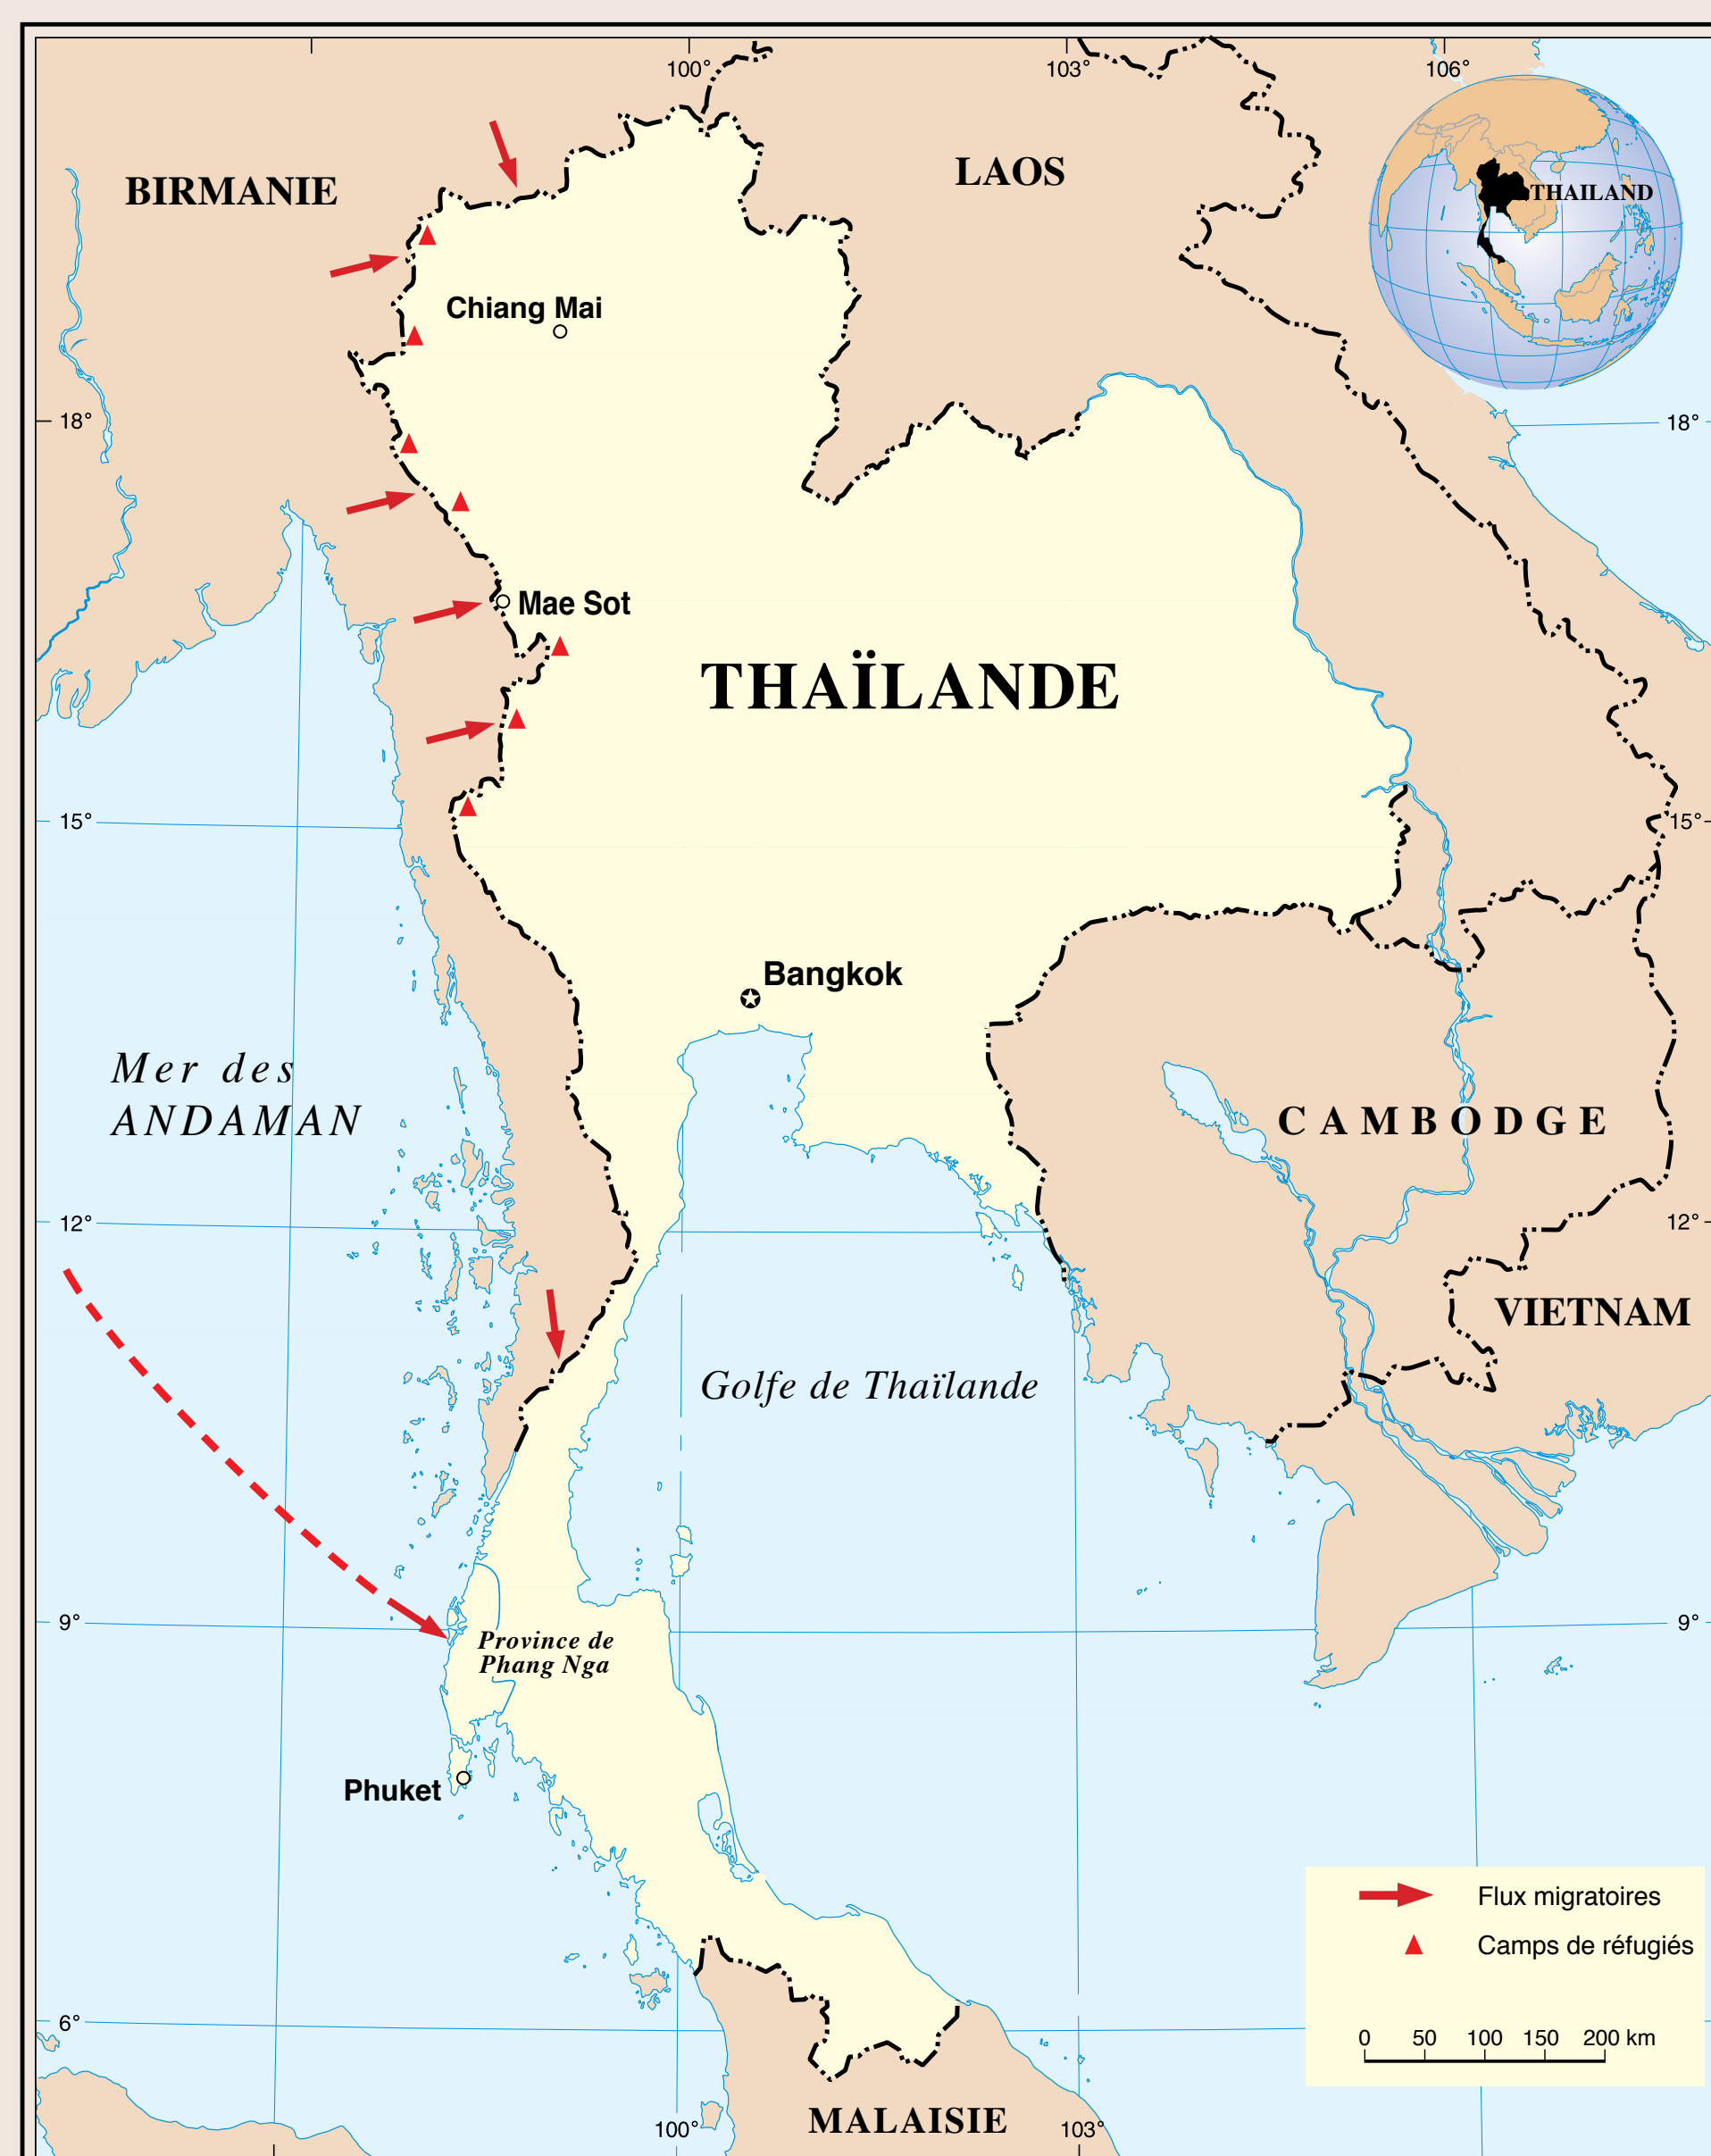 100°
103°
106°
BIRMANIE
LAOS
THAILAND
Chiang Mai
18°
18°
Mae Sot
THAÏLANDE
15°
15°
Bangkok
Mer des
ANDAMAN
CAMBODGE
12°
12°
VIETNAM
Golfe de Thaïlande
9°
9°
Province de
Phang Nga
Phuket
Flux migratoires
Camps de réfugiés
6°
0 50 100 150 200 km
MALAISIE
100°
103°